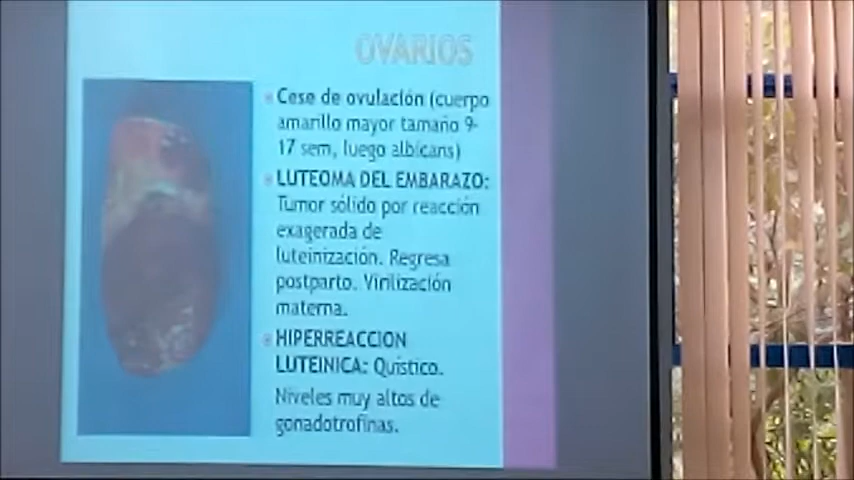 OVARIOS
Cese de ovulación (cuerpo
amarillo mayor tamaño 9-
17 sem, luego albicans)
LUTEOMA DEL EMBARAZO:
Tumor sólido por reacción
exagerada de
luteinización. Regresa
postparto. Virilización
materna.
HIPERREACCION
LUTEINICA: Quístico.
Niveles muy altos de
gonadotrofinas.